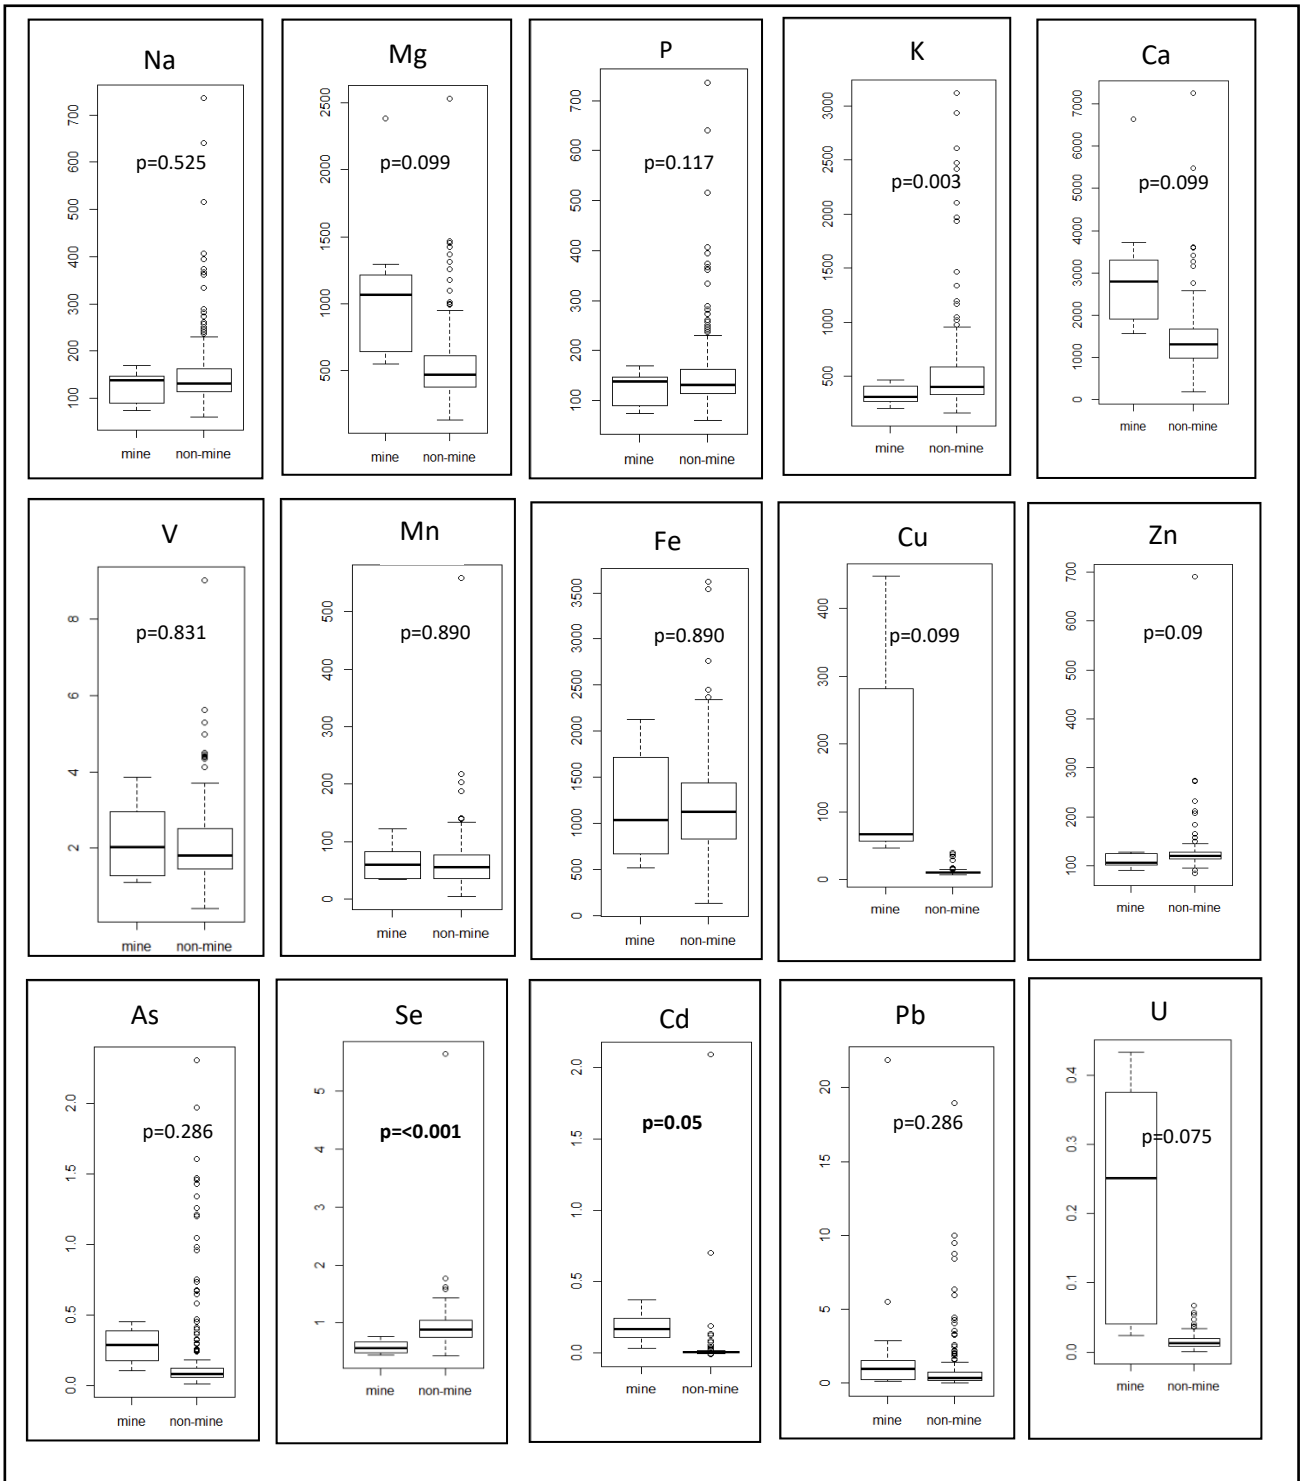 Na
700
600
500
400
300
200
100
p=0.525
mine non-mine
Mg
2500
2000
1500
1000
500
p=0.099
mine non-mine
P
700
600
500
400
300
200
100
p=0.117
mine non-mine
K
3000
2500
2000
1500
1000
500
p=0.003
mine non-mine
Ca
7000
6000
5000
4000
3000
2000
1000
0
p=0.099
mine non-mine
V
8
6
4
2
p=0.831
mine non-mine
Mn
500
400
300
200
100
0
p=0.890
mine non-mine
Fe
3500
3000
2500
2000
1500
1000
500
0
p=0.890
mine non-mine
Cu
400
300
200
100
0
p=0.099
mine non-mine
Zn
700
600
500
400
300
200
100
p=0.09
mine non-mine
As
2.0
1.5
1.0
0.5
0.0
p=0.286
mine non-mine
Se
5
4
3
2
1
p=<0.001
mine non-mine
Cd
2.0
1.5
1.0
0.5
0.0
p=0.05
mine non-mine
Pb
20
15
10
5
0
p=0.286
mine non-mine
U
0.4
0.3
0.2
0.1
0.0
p=0.075
mine non-mine